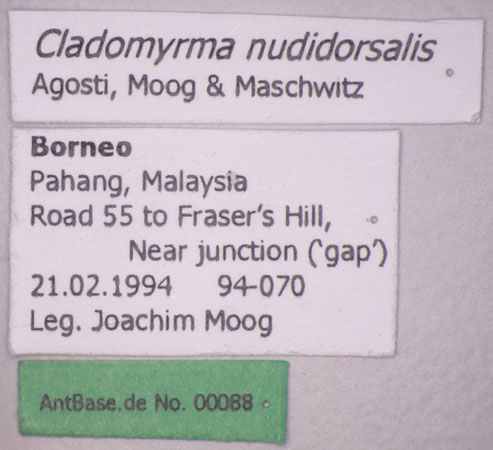 Cladomyrma nudidorsalis
Agosti, Moog & Maschwitz
Borneo
Pahang, Malaysia
Road 55 to Fraser's Hill,
Near junction ('gap')
21.02.1994 94-070
Leg. Joachim Moog
AntBase.de No. 00088